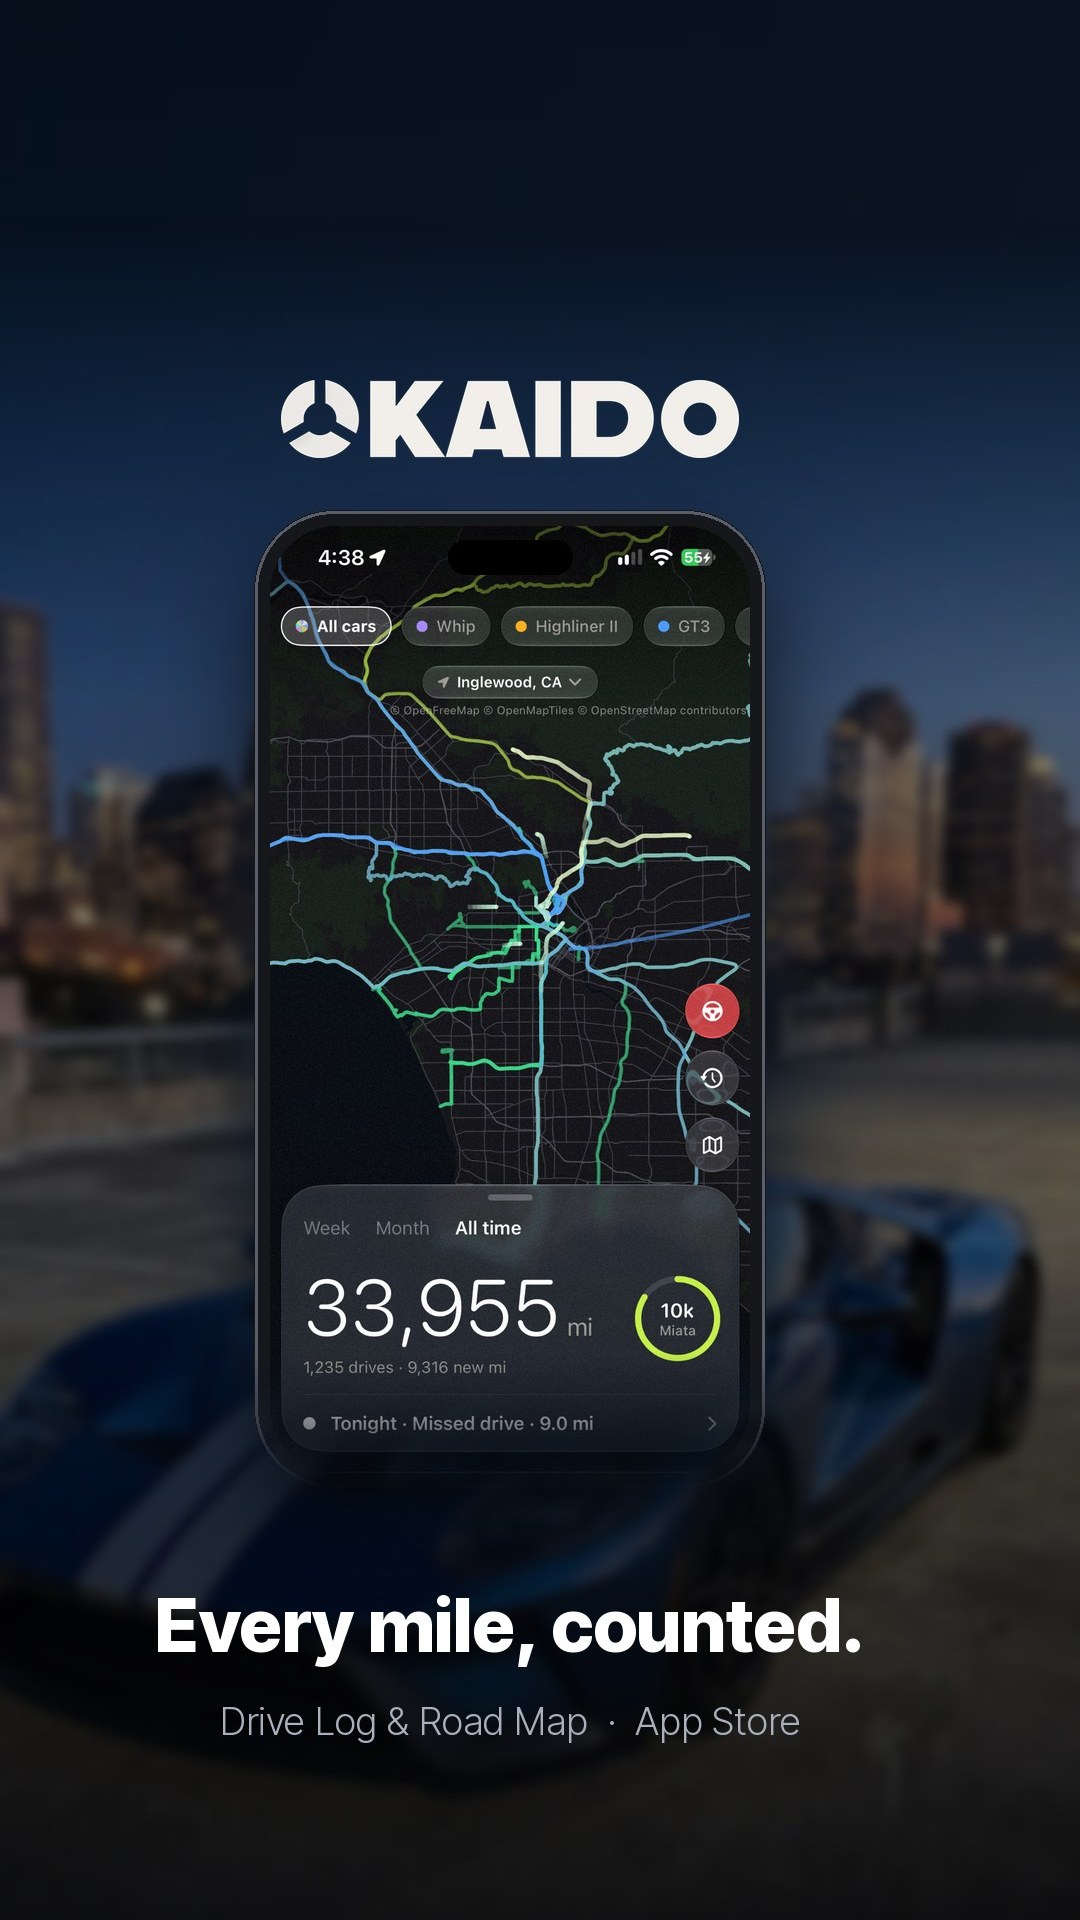 KAIDO
4:38
55
All cars
Whip
Highliner II
GT3
Inglewood, CA
© OpenFreeMap © OpenMapTiles © OpenStreetMap contributors
Week Month All time
33,955 mi
10k
Miata
1,235 drives · 9,316 new mi
Tonight · Missed drive · 9.0 mi
Every mile, counted.
Drive Log & Road Map · App Store